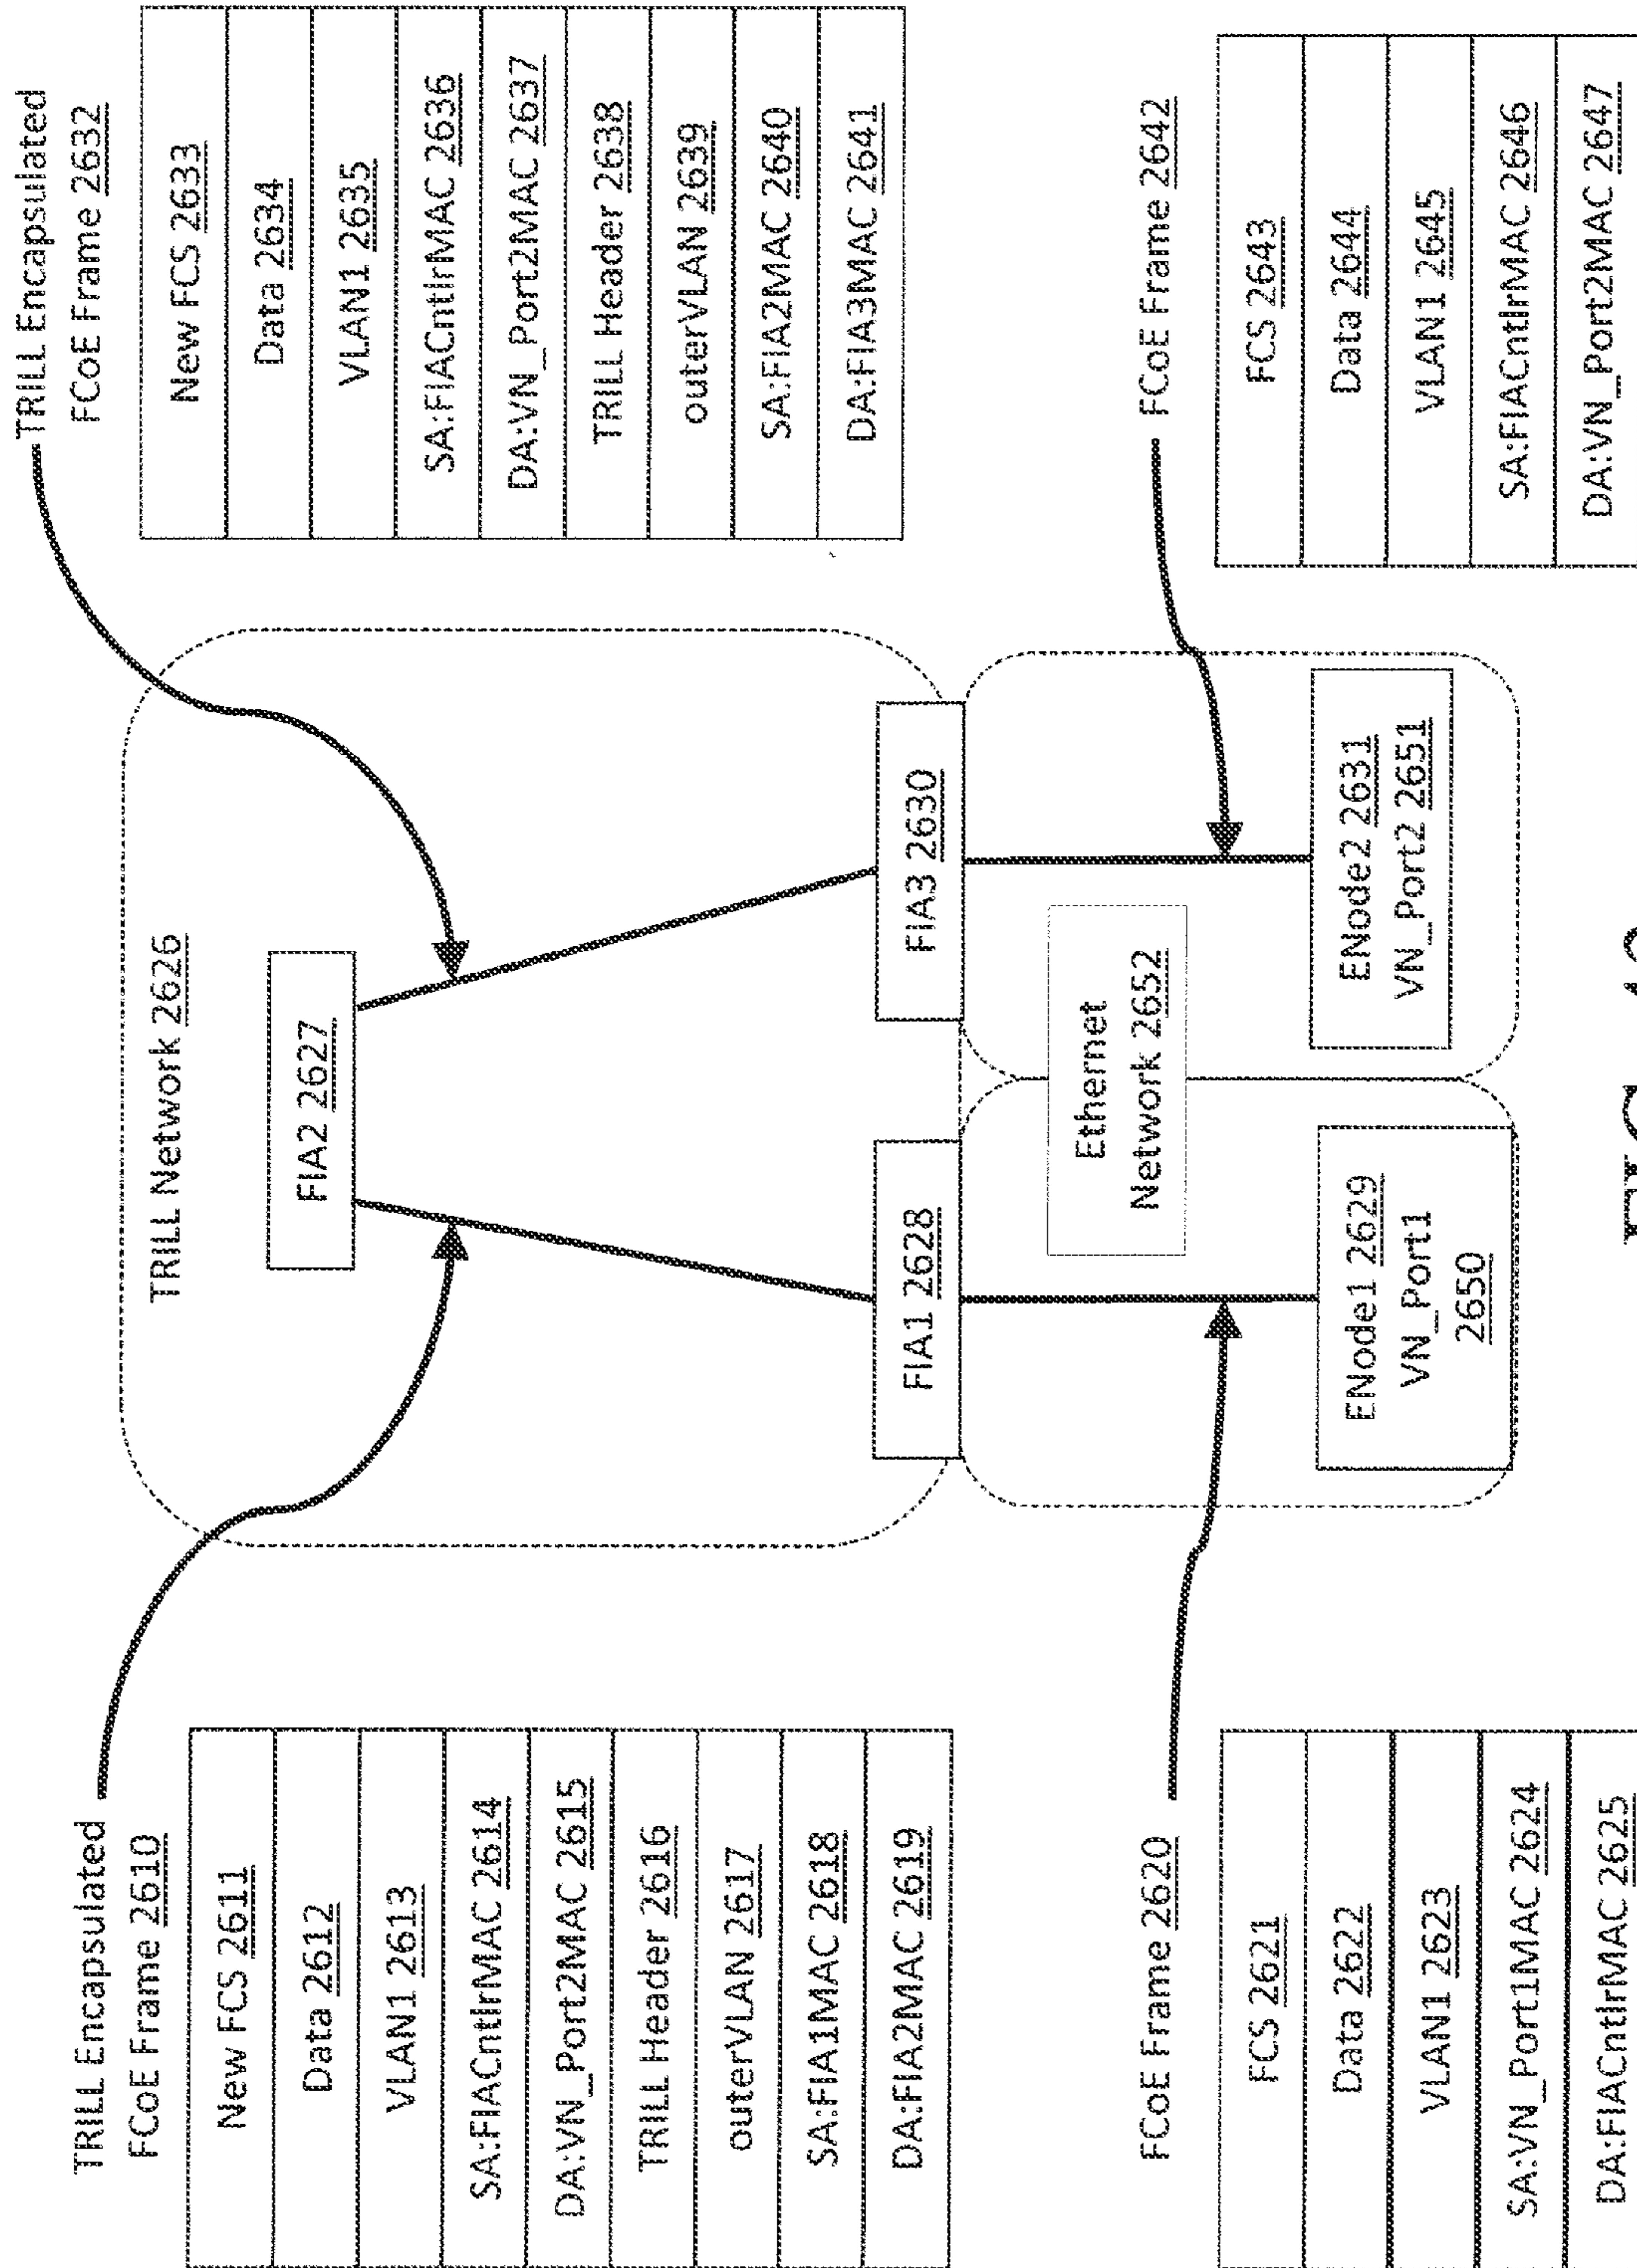 TRILL Encapsulated
FCoE Frame 2610
New FCS 2611
Data 2612
VLAN1 2613
SA:FIACntlrMAC 2614
DA:VN_Port2MAC 2615
TRILL Header 2616
outerVLAN 2617
SA:FIA1MAC 2618
DA:FIA2MAC 2619
FCoE Frame 2620
FCS 2621
Data 2622
VLAN1 2623
SA:VN_Port1MAC 2624
DA:FIACntlrMAC 2625
TRILL Network 2626
FIA2 2627
FIA1 2628
FIA3 2630
Ethernet
Network 2652
ENode1 2629
VN_Port1
2650
ENode2 2631
VN_Port2 2651
TRILL Encapsulated
FCoE Frame 2632
New FCS 2633
Data 2634
VLAN1 2635
SA:FIACntlrMAC 2636
DA:VN_Port2MAC 2637
TRILL Header 2638
outerVLAN 2639
SA:FIA2MAC 2640
DA:FIA3MAC 2641
FCoE Frame 2642
FCS 2643
Data 2644
VLAN1 2645
SA:FIACntlrMAC 2646
DA:VN_Port2MAC 2647